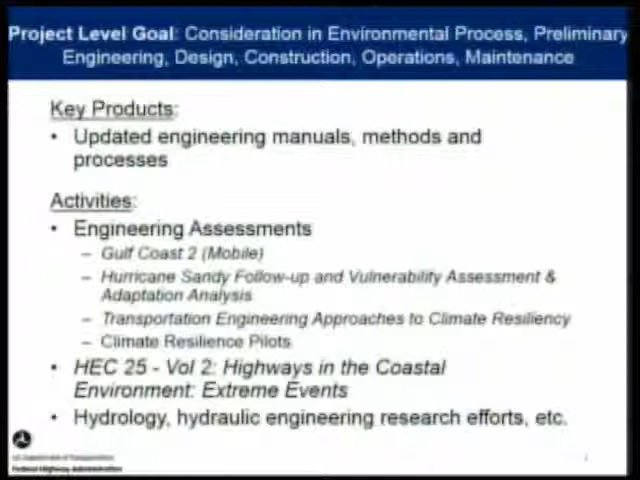 Project Level Goal: Consideration in Environmental Process, Preliminary
Engineering, Design, Construction, Operations, Maintenance
Key Products:
• Updated engineering manuals, methods and
processes
Activities:
• Engineering Assessments
– Gulf Coast 2 (Mobile)
– Hurricane Sandy Follow-up and Vulnerability Assessment &
Adaptation Analysis
– Transportation Engineering Approaches to Climate Resiliency
– Climate Resilience Pilots
• HEC 25 - Vol 2: Highways in the Coastal
Environment: Extreme Events
• Hydrology, hydraulic engineering research efforts, etc.
Federal Highway Administration